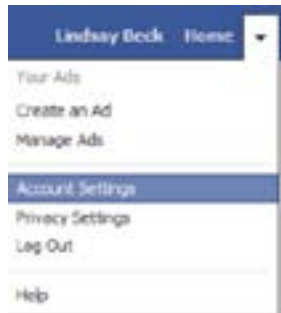 Lindsay Beck Home
Your Ads
Create an Ad
Manage Ads
Account Settings
Privacy Settings
Log Out
Help